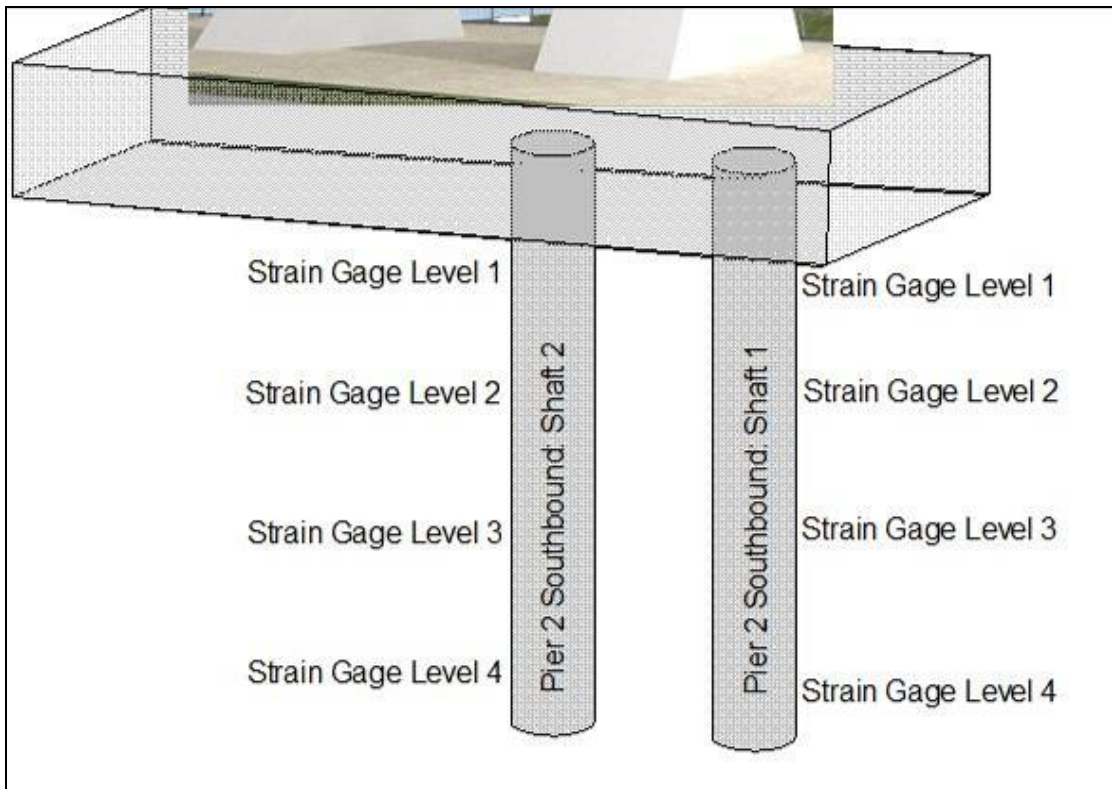 Strain Gage Level 1
Strain Gage Level 1
Strain Gage Level 2
Strain Gage Level 2
Strain Gage Level 3
Strain Gage Level 3
Strain Gage Level 4
Strain Gage Level 4
Pier 2 Southbound: Shaft 2
Pier 2 Southbound: Shaft 1